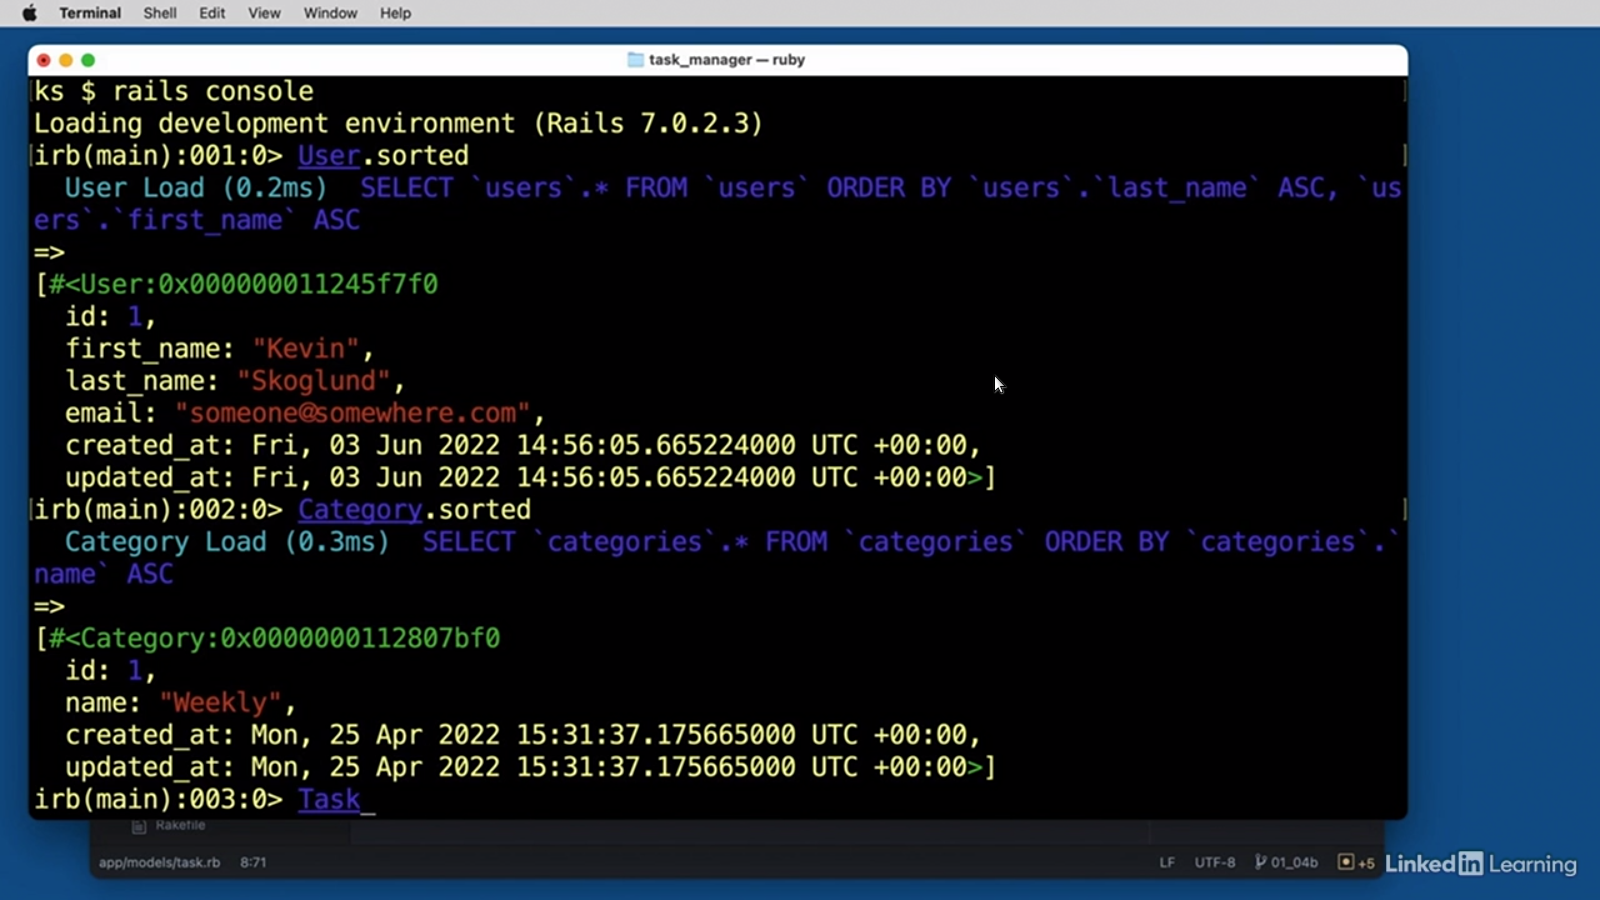 Terminal Shell Edit View Window Help
task_manager — ruby
ks $ rails console
Loading development environment (Rails 7.0.2.3)
irb(main):001:0> User.sorted
  User Load (0.2ms)  SELECT `users`.* FROM `users` ORDER BY `users`.`last_name` ASC, `us
ers`.`first_name` ASC
=>
[#<User:0x000000011245f7f0
  id: 1,
  first_name: "Kevin",
  last_name: "Skoglund",
  email: "someone@somewhere.com",
  created_at: Fri, 03 Jun 2022 14:56:05.665224000 UTC +00:00,
  updated_at: Fri, 03 Jun 2022 14:56:05.665224000 UTC +00:00>]
irb(main):002:0> Category.sorted
  Category Load (0.3ms)  SELECT `categories`.* FROM `categories` ORDER BY `categories`.`
name` ASC
=>
[#<Category:0x0000000112807bf0
  id: 1,
  name: "Weekly",
  created_at: Mon, 25 Apr 2022 15:31:37.175665000 UTC +00:00,
  updated_at: Mon, 25 Apr 2022 15:31:37.175665000 UTC +00:00>]
irb(main):003:0> Task_
Rakefile
app/models/task.rb 8:71 LF UTF-8 01_04b +5
LinkedIn Learning